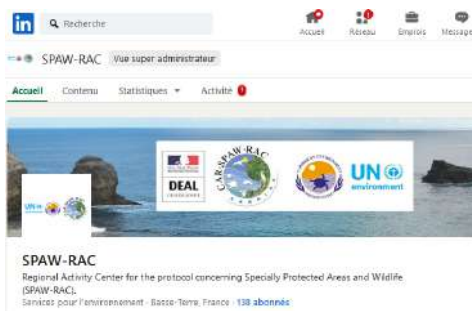 in
Recherche
Accueil
Réseau
Emplois
Message
SPAW-RAC
Vue super administrateur
Accueil
Contenu
Statistiques
Activité
DEAL
CAR-SPAW-RAC
UN
environment
UN
SPAW-RAC
Regional Activity Center for the protocol concerning Specially Protected Areas and Wildlife
(SPAW-RAC).
Services pour l'environnement - Basse-Terre, France - 138 abonnés